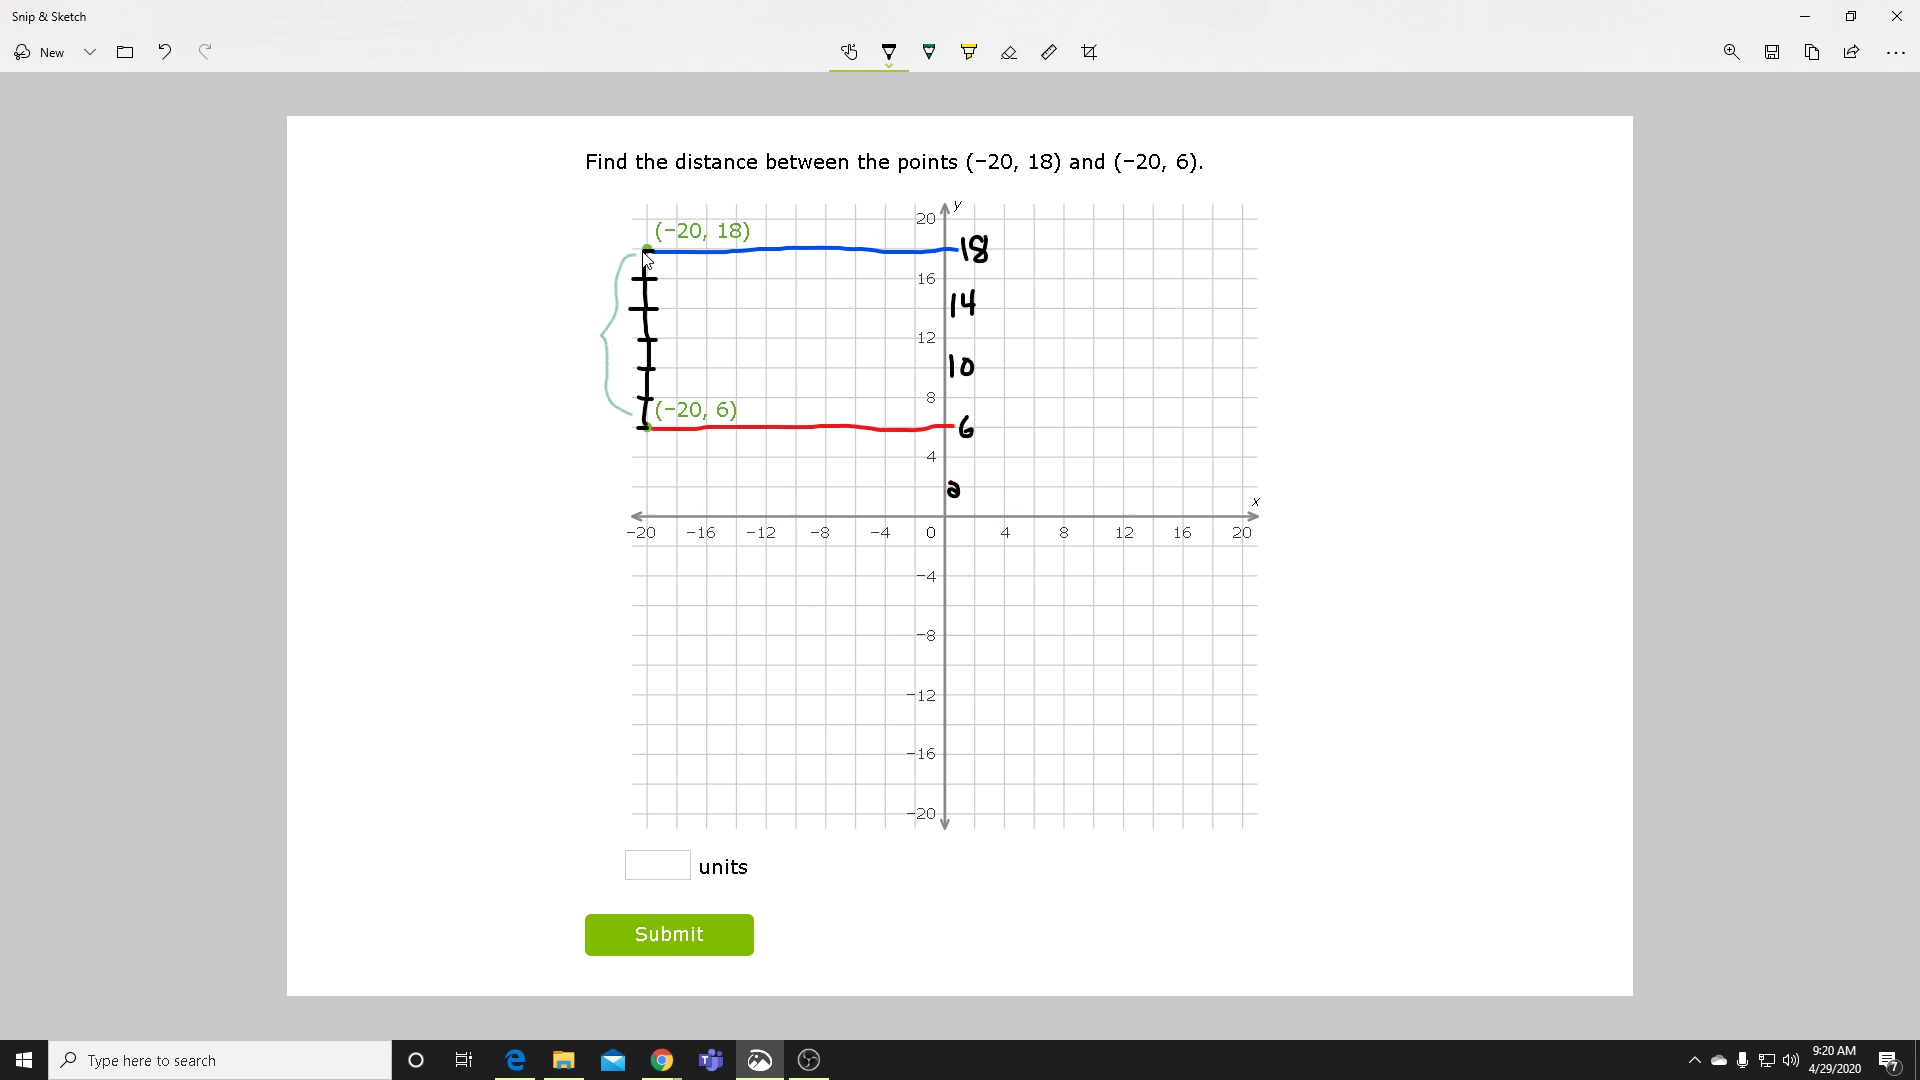 Snip & Sketch
New
Find the distance between the points (−20, 18) and (−20, 6).
y
20
(−20, 18)
18
16
14
12
10
8
(−20, 6)
6
4
2
x
−20 −16 −12 −8 −4 0 4 8 12 16 20
−4
−8
−12
−16
−20
units
Submit
Type here to search
9:20 AM
4/29/2020
7